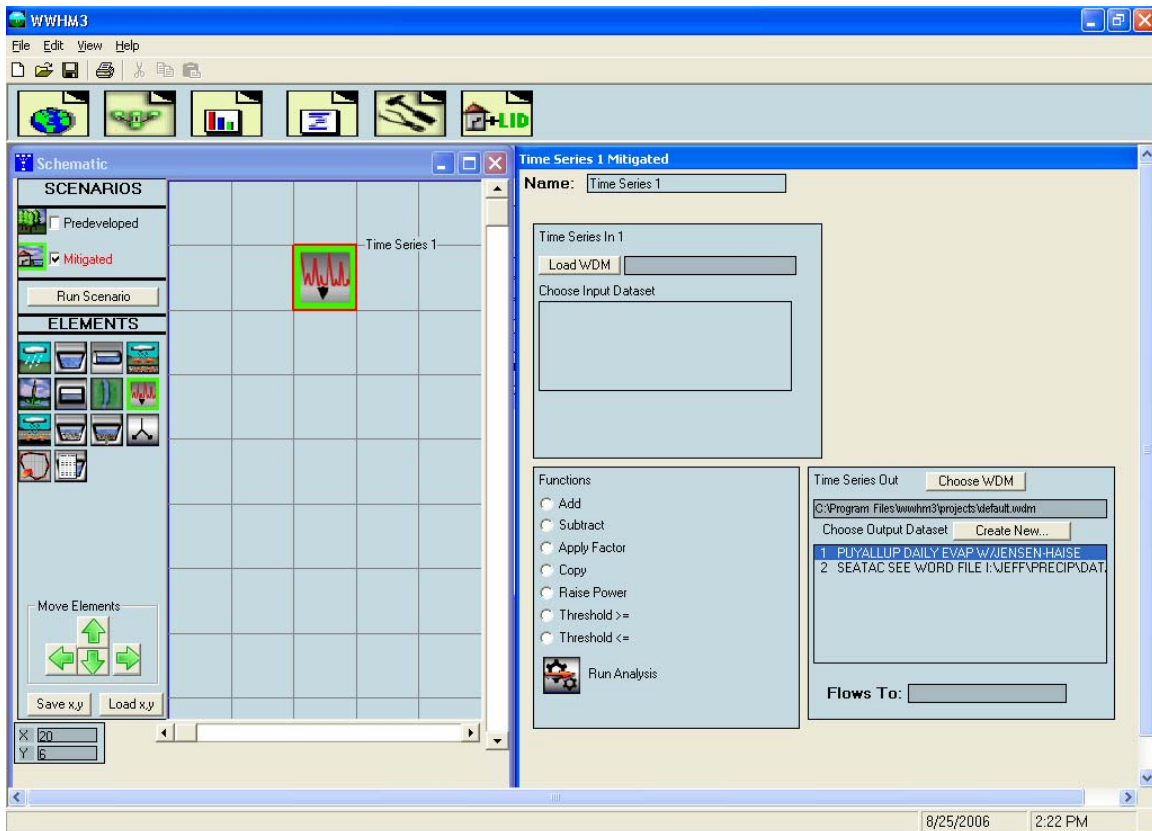 WWHM3
File Edit View Help
+LID
Schematic
SCENARIOS
Predeveloped
Mitigated
Run Scenario
ELEMENTS
Move Elements
Save x,y Load x,y
X 20
Y 6
Time Series 1
Time Series 1 Mitigated
Name: Time Series 1
Time Series In 1
Load WDM
Choose Input Dataset
Functions
Add
Subtract
Apply Factor
Copy
Raise Power
Threshold >=
Threshold <=
Run Analysis
Time Series Out Choose WDM
C:\Program Files\wwhm3\projects\default.wdm
Choose Output Dataset Create New...
1 PUYALLUP DAILY EVAP W/JENSEN-HAISE
2 SEATAC SEE WORD FILE I:\JEFF\PRECIP\DAT
Flows To:
8/25/2006 2:22 PM